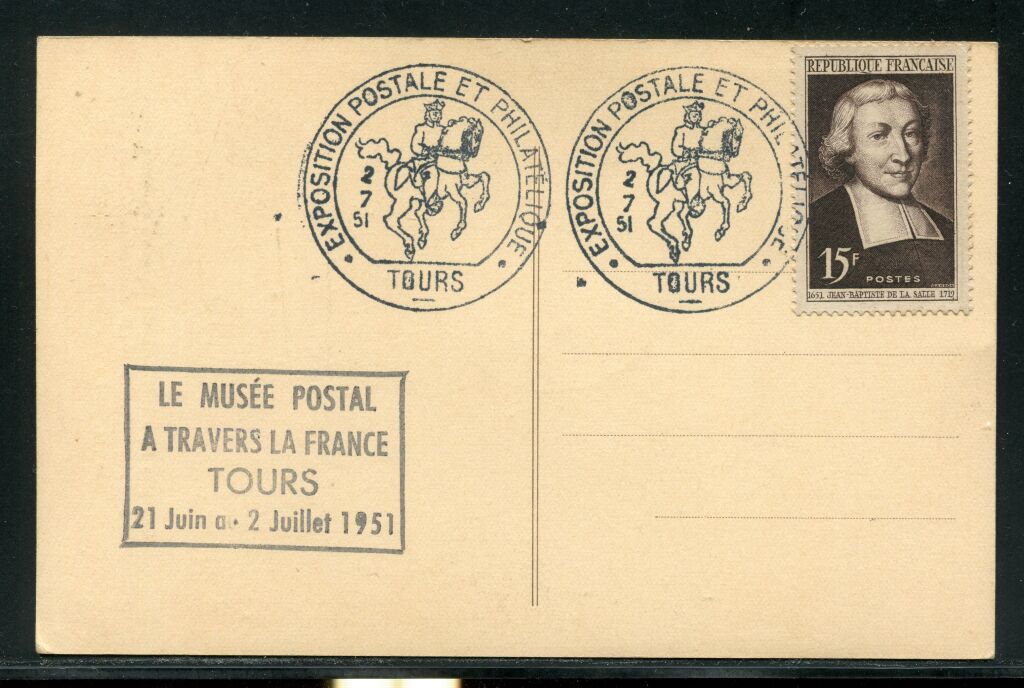 EXPOSITION POSTALE ET PHILATÉLIQUE
2
7
51
TOURS
EXPOSITION POSTALE ET PHILATÉLIQUE
2
7
51
TOURS
REPUBLIQUE FRANCAISE
15F
POSTES
1651 JEAN-BAPTISTE DE LA SALLE 1719
LE MUSÉE POSTAL
A TRAVERS LA FRANCE
TOURS
21 Juin a. 2 Juillet 1951